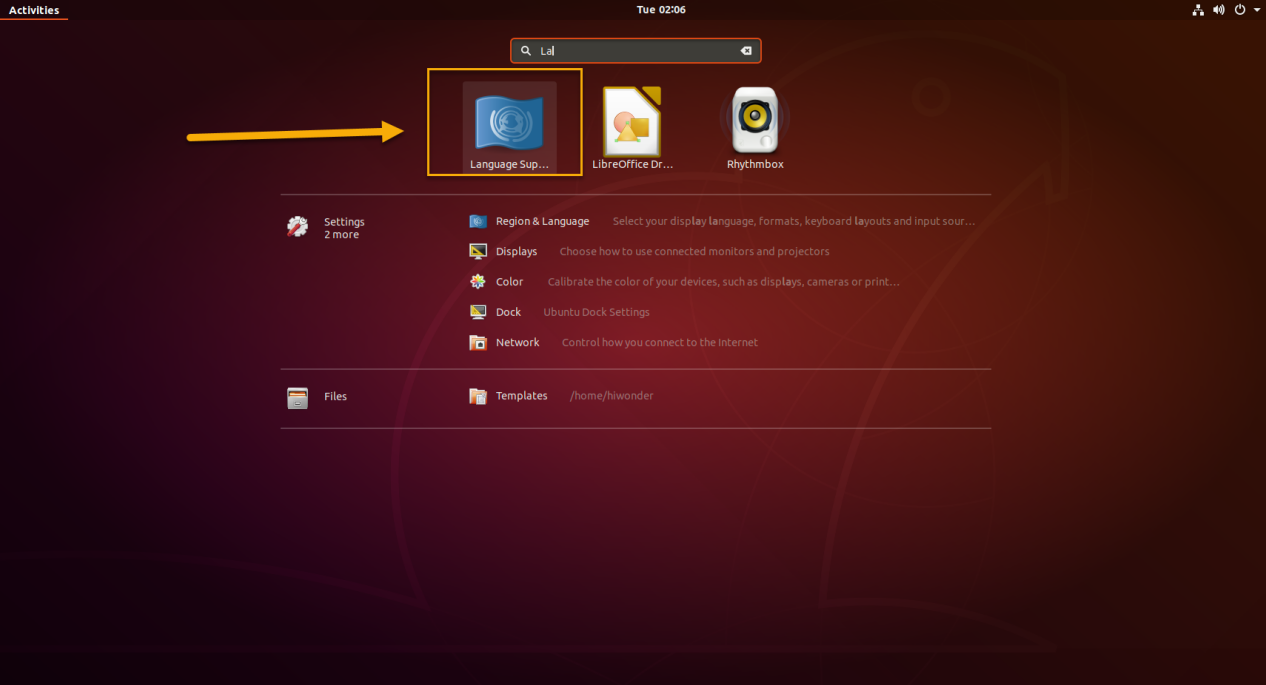 Activities
Tue 02:06
La
Language Sup...
LibreOffice Dr...
Rhythmbox
Settings
2 more
Region & Language Select your display language, formats, keyboard layouts and input sour...
Displays Choose how to use connected monitors and projectors
Color Calibrate the color of your devices, such as displays, cameras or print...
Dock Ubuntu Dock Settings
Network Control how you connect to the Internet
Files
Templates /home/hiwonder